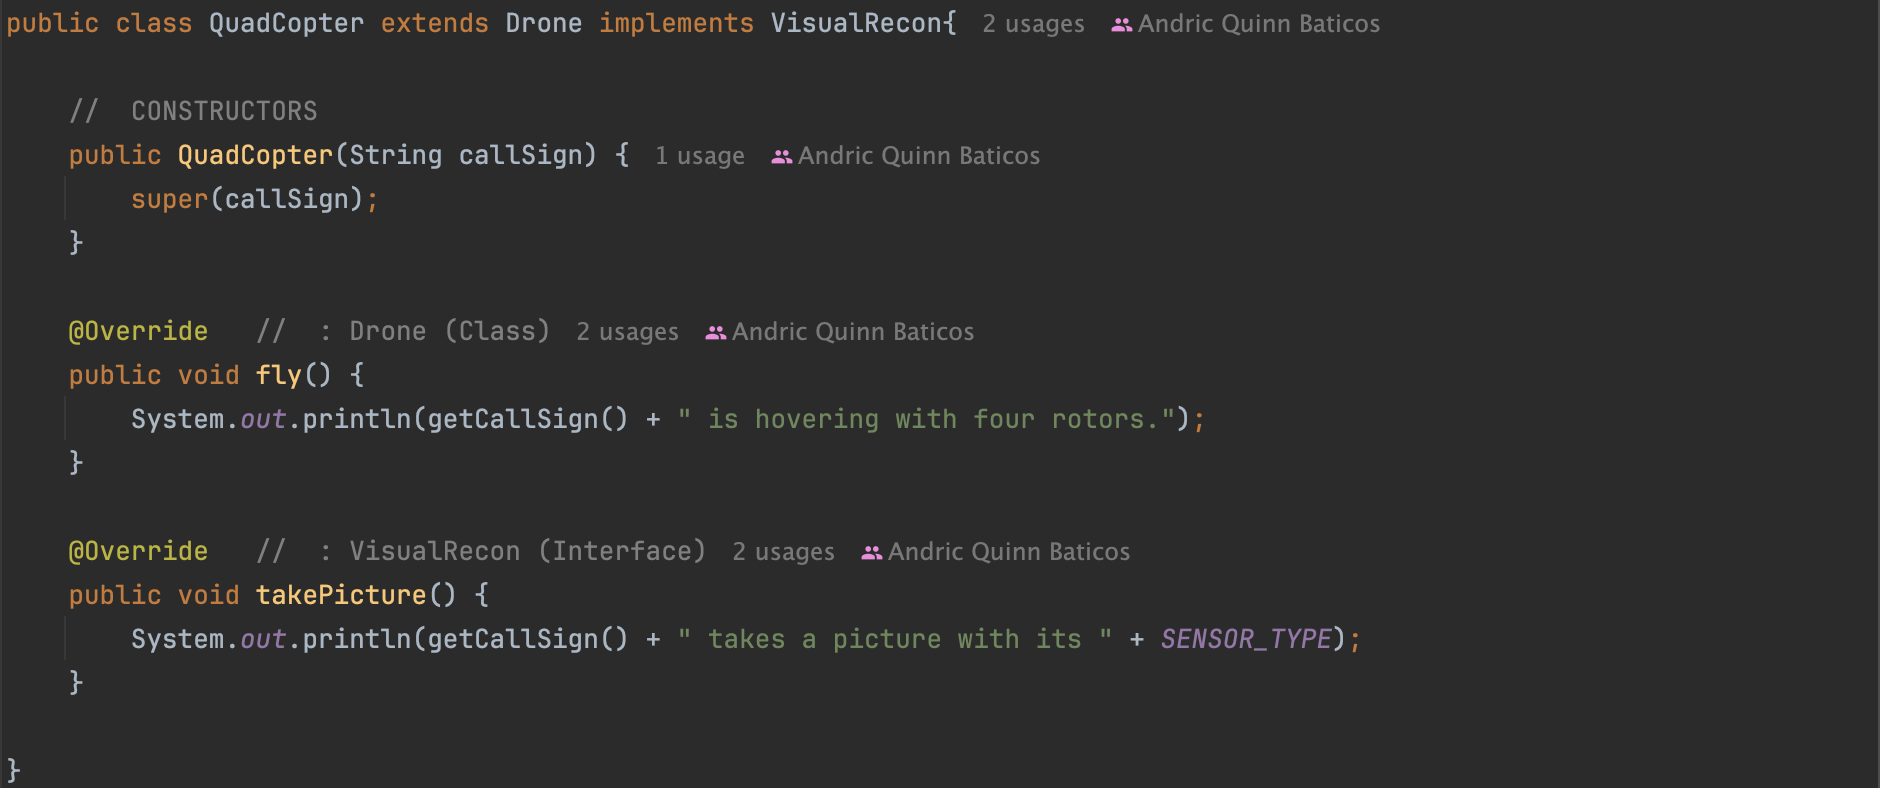 public class QuadCopter extends Drone implements VisualRecon{ 2 usages Andric Quinn Baticos
// CONSTRUCTORS
public QuadCopter(String callSign) { 1 usage Andric Quinn Baticos
super(callSign);
}
@Override // : Drone (Class) 2 usages Andric Quinn Baticos
public void fly() {
System.out.println(getCallSign() + " is hovering with four rotors.");
}
@Override // : VisualRecon (Interface) 2 usages Andric Quinn Baticos
public void takePicture() {
System.out.println(getCallSign() + " takes a picture with its " + SENSOR_TYPE);
}
}